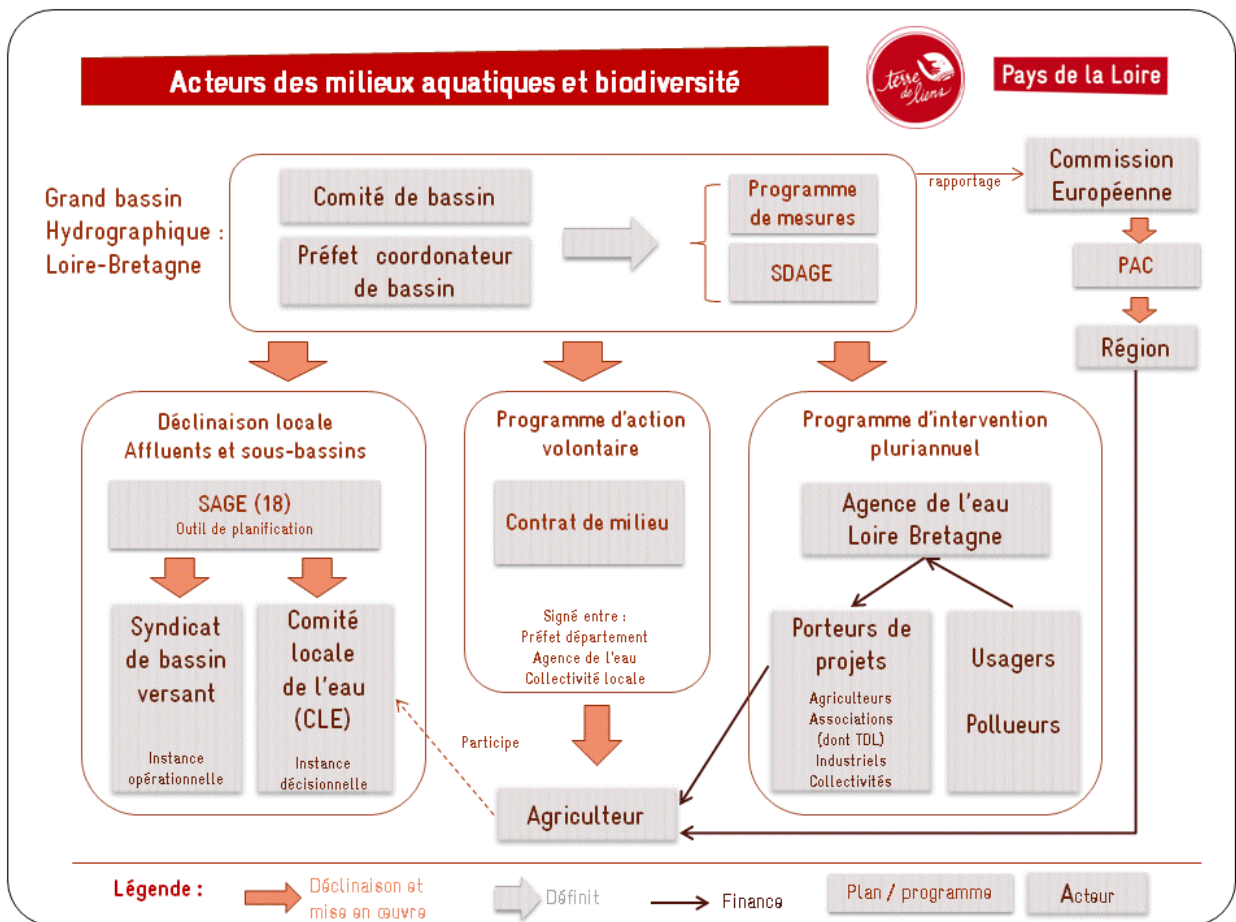 Acteurs des milieux aquatiques et biodiversité
terre
de liens
Pays de la Loire
Grand bassin
Hydrographique :
Loire-Bretagne
Comité de bassin
Préfet coordonateur
de bassin
Programme
de mesures
SDAGE
rapportage
Commission
Européenne
PAC
Région
Déclinaison locale
Affluents et sous-bassins
SAGE (18)
Outil de planification
Syndicat
de bassin
versant
Instance
opérationnelle
Comité
locale
de l'eau
(CLE)
Instance
décisionnelle
Programme d'action
volontaire
Contrat de milieu
Signé entre :
Préfet département
Agence de l'eau
Collectivité locale
Participe
Agriculteur
Programme d'intervention
pluriannuel
Agence de l'eau
Loire Bretagne
Porteurs de
projets
Agriculteurs
Associations
(dont TDL)
Industriels
Collectivités
Usagers
Pollueurs
Légende :
Déclinaison et
mise en œuvre
Définit
Finance
Plan / programme
Acteur